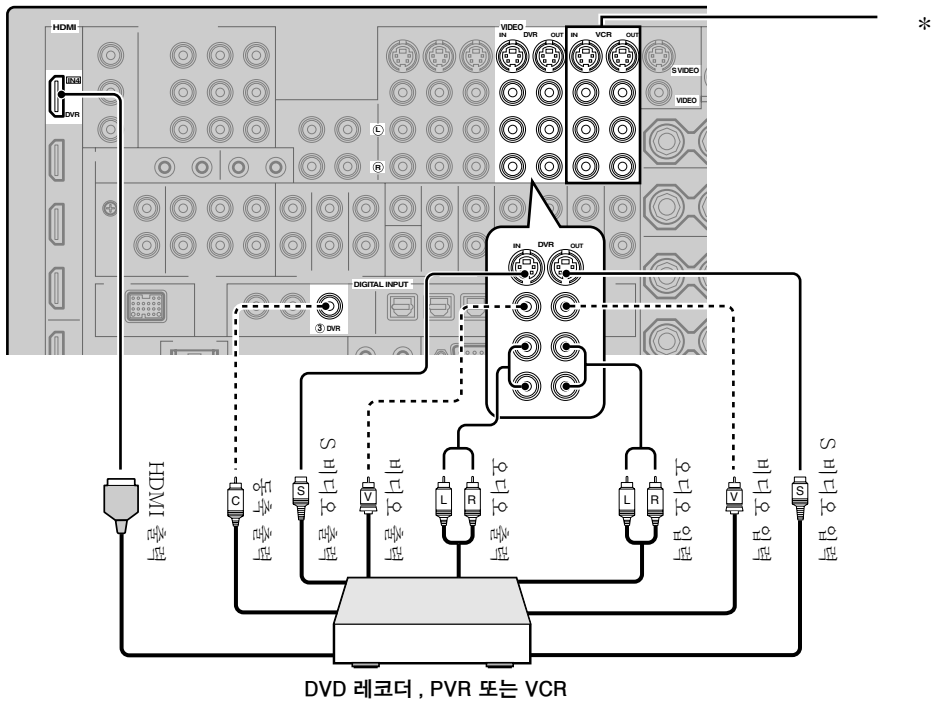 HDMI
VIDEO
IN DVR OUT
IN VCR OUT
*
IN4
DVR
S VIDEO
VIDEO
L
R
IN DVR OUT
DIGITAL INPUT
③ DVR
HDMI 출력
C
동축 출력
S
S 비디오 출력
V
비디오 출력
L
R
오디오 출력
L
R
오디오 입력
V
비디오 입력
S
S 비디오 입력
DVD 레코더 , PVR 또는 VCR